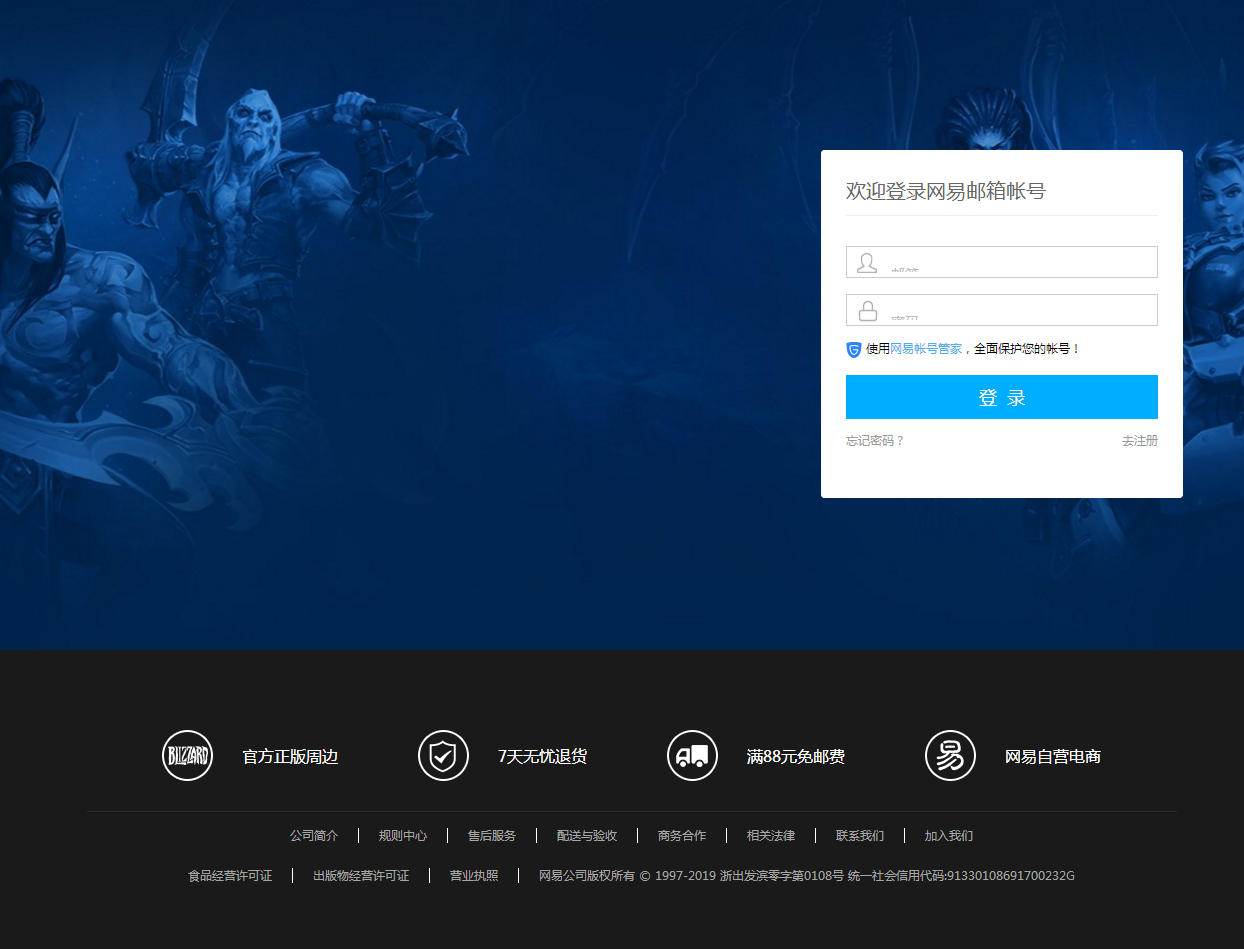 欢迎登录网易邮箱帐号
使用网易帐号管家，全面保护您的帐号！
登 录
忘记密码？ 去注册
BLIZZARD 官方正版周边 7天无忧退货 满88元免邮费 易 网易自营电商
公司简介 规则中心 售后服务 配送与验收 商务合作 相关法律 联系我们 加入我们
食品经营许可证 出版物经营许可证 营业执照 网易公司版权所有 © 1997-2019 浙出发滨零字第0108号 统一社会信用代码:91330108691700232G